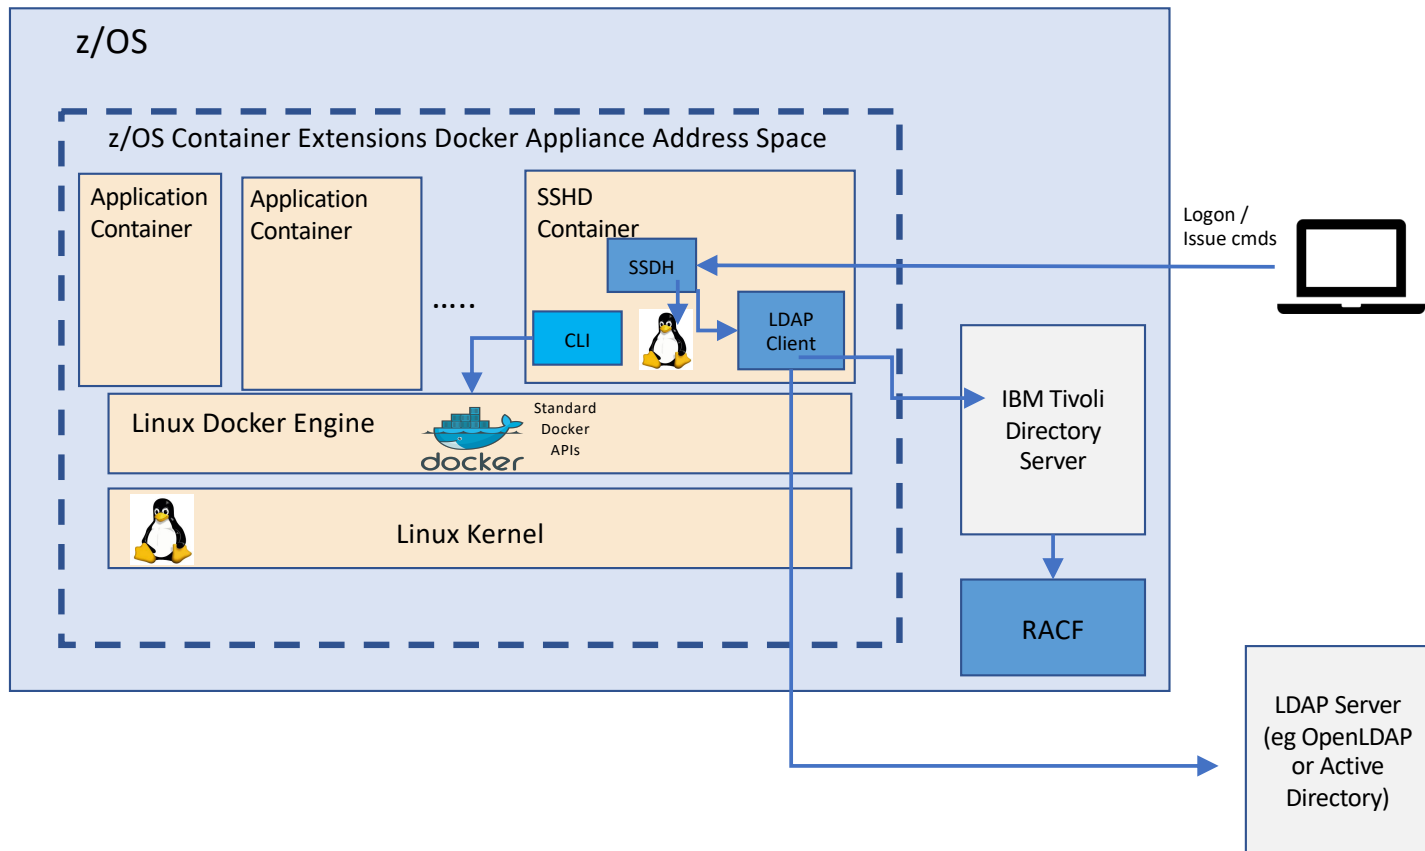 z/OS
z/OS Container Extensions Docker Appliance Address Space
Application
Container
Application
Container
.....
SSHD
Container
SSDH
CLI
LDAP
Client
Logon /
Issue cmds
Linux Docker Engine
docker
Standard
Docker
APIs
Linux Kernel
IBM Tivoli
Directory
Server
RACF
LDAP Server
(eg OpenLDAP
or Active
Directory)